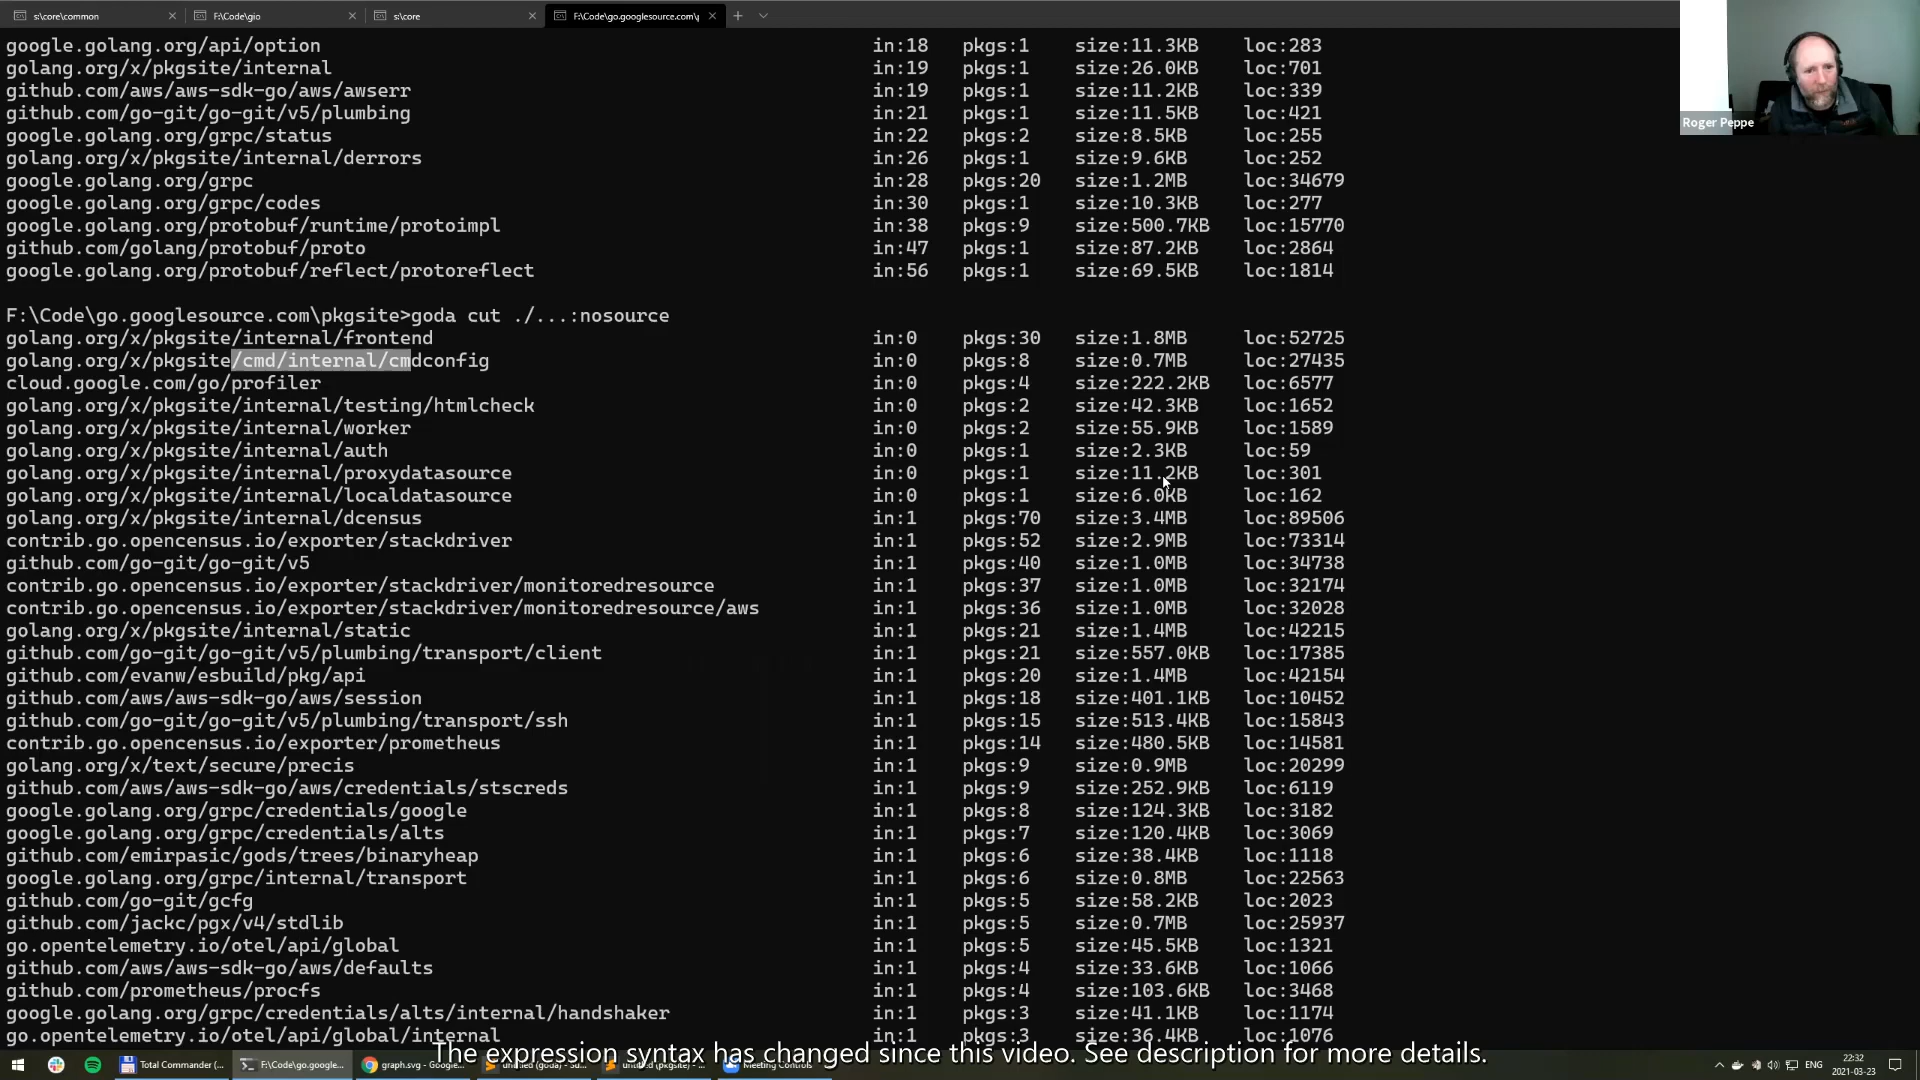 s\core\common
F:\Code\gio
s:\core
F:\Code\go.googlesource.com\
google.golang.org/api/option in:18 pkgs:1 size:11.3KB loc:283
golang.org/x/pkgsite/internal in:19 pkgs:1 size:26.0KB loc:701
github.com/aws/aws-sdk-go/aws/awserr in:19 pkgs:1 size:11.2KB loc:339
github.com/go-git/go-git/v5/plumbing in:21 pkgs:1 size:11.5KB loc:421
google.golang.org/grpc/status in:22 pkgs:2 size:8.5KB loc:255
golang.org/x/pkgsite/internal/derrors in:26 pkgs:1 size:9.6KB loc:252
google.golang.org/grpc in:28 pkgs:20 size:1.2MB loc:34679
google.golang.org/grpc/codes in:30 pkgs:1 size:10.3KB loc:277
google.golang.org/protobuf/runtime/protoimpl in:38 pkgs:9 size:500.7KB loc:15770
github.com/golang/protobuf/proto in:47 pkgs:1 size:87.2KB loc:2864
google.golang.org/protobuf/reflect/protoreflect in:56 pkgs:1 size:69.5KB loc:1814
F:\Code\go.googlesource.com\pkgsite>goda cut ./...:nosource
golang.org/x/pkgsite/internal/frontend in:0 pkgs:30 size:1.8MB loc:52725
golang.org/x/pkgsite/cmd/internal/cmdconfig in:0 pkgs:8 size:0.7MB loc:27435
cloud.google.com/go/profiler in:0 pkgs:4 size:222.2KB loc:6577
golang.org/x/pkgsite/internal/testing/htmlcheck in:0 pkgs:2 size:42.3KB loc:1652
golang.org/x/pkgsite/internal/worker in:0 pkgs:2 size:55.9KB loc:1589
golang.org/x/pkgsite/internal/auth in:0 pkgs:1 size:2.3KB loc:59
golang.org/x/pkgsite/internal/proxydatasource in:0 pkgs:1 size:11.2KB loc:301
golang.org/x/pkgsite/internal/localdatasource in:0 pkgs:1 size:6.0KB loc:162
golang.org/x/pkgsite/internal/dcensus in:1 pkgs:70 size:3.4MB loc:89506
contrib.go.opencensus.io/exporter/stackdriver in:1 pkgs:52 size:2.9MB loc:73314
github.com/go-git/go-git/v5 in:1 pkgs:40 size:1.0MB loc:34738
contrib.go.opencensus.io/exporter/stackdriver/monitoredresource in:1 pkgs:37 size:1.0MB loc:32174
contrib.go.opencensus.io/exporter/stackdriver/monitoredresource/aws in:1 pkgs:36 size:1.0MB loc:32028
golang.org/x/pkgsite/internal/static in:1 pkgs:21 size:1.4MB loc:42215
github.com/go-git/go-git/v5/plumbing/transport/client in:1 pkgs:21 size:557.0KB loc:17385
github.com/evanw/esbuild/pkg/api in:1 pkgs:20 size:1.4MB loc:42154
github.com/aws/aws-sdk-go/aws/session in:1 pkgs:18 size:401.1KB loc:10452
github.com/go-git/go-git/v5/plumbing/transport/ssh in:1 pkgs:15 size:513.4KB loc:15843
contrib.go.opencensus.io/exporter/prometheus in:1 pkgs:14 size:480.5KB loc:14581
golang.org/x/text/secure/precis in:1 pkgs:9 size:0.9MB loc:20299
github.com/aws/aws-sdk-go/aws/credentials/stscreds in:1 pkgs:9 size:252.9KB loc:6119
google.golang.org/grpc/credentials/google in:1 pkgs:8 size:124.3KB loc:3182
google.golang.org/grpc/credentials/alts in:1 pkgs:7 size:120.4KB loc:3069
github.com/emirpasic/gods/trees/binaryheap in:1 pkgs:6 size:38.4KB loc:1118
google.golang.org/grpc/internal/transport in:1 pkgs:6 size:0.8MB loc:22563
github.com/go-git/gcfg in:1 pkgs:5 size:58.2KB loc:2023
github.com/jackc/pgx/v4/stdlib in:1 pkgs:5 size:0.7MB loc:25937
go.opentelemetry.io/otel/api/global in:1 pkgs:5 size:45.5KB loc:1321
github.com/aws/aws-sdk-go/aws/defaults in:1 pkgs:4 size:33.6KB loc:1066
github.com/prometheus/procfs in:1 pkgs:4 size:103.6KB loc:3468
google.golang.org/grpc/credentials/alts/internal/handshaker in:1 pkgs:3 size:41.1KB loc:1174
go.opentelemetry.io/otel/api/global/internal in:1 pkgs:3 size:36.4KB loc:1076
Roger Peppe
The expression syntax has changed since this video. See description for more details.
Total Commander (...
F:\Code\go.google...
graph.svg - Google...
Meeting Controls
ENG
22:32
2021-03-23